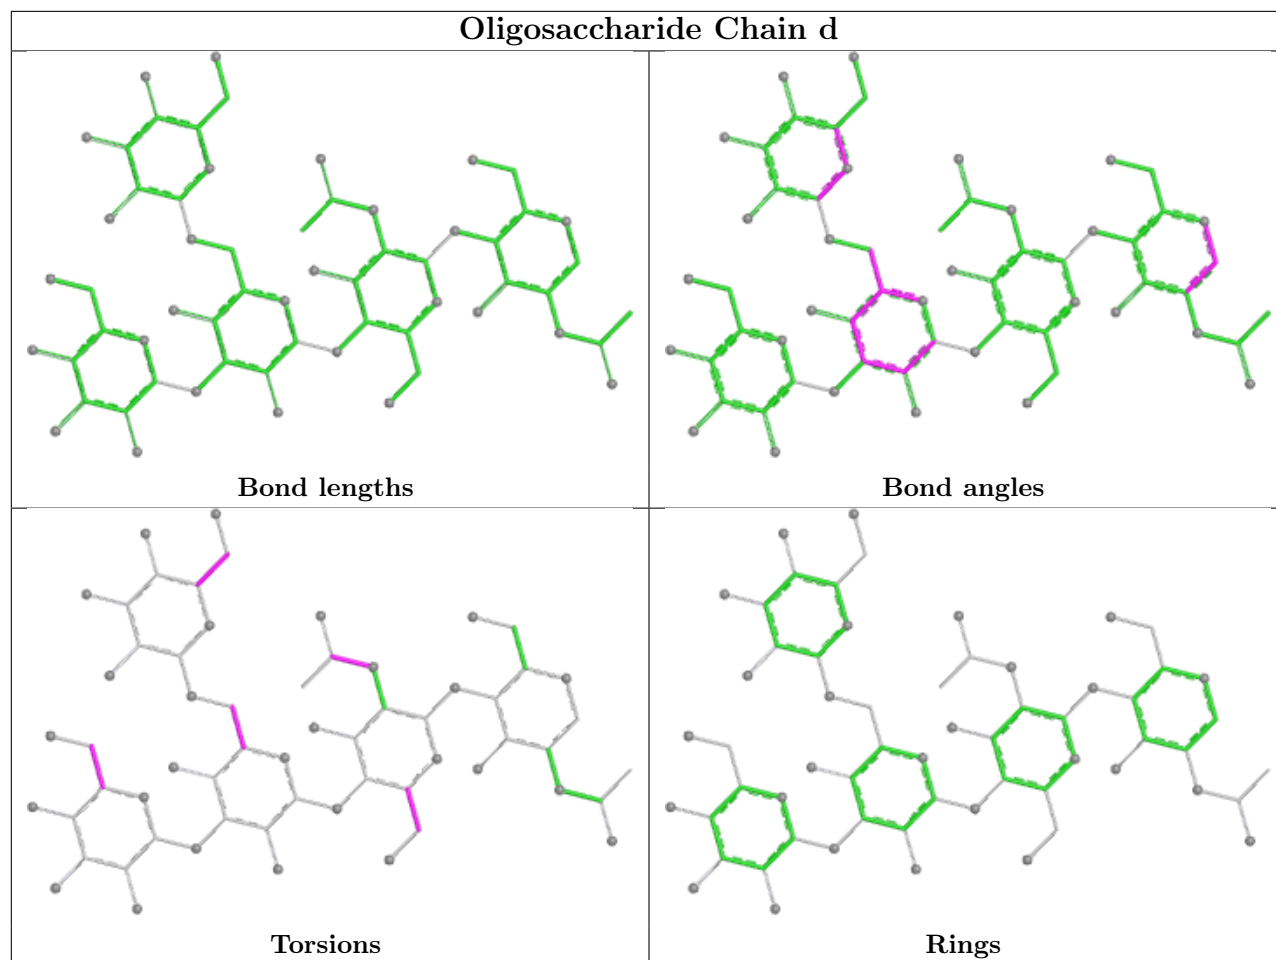 Oligosaccharide Chain d
Bond lengths
Bond angles
Torsions
Rings